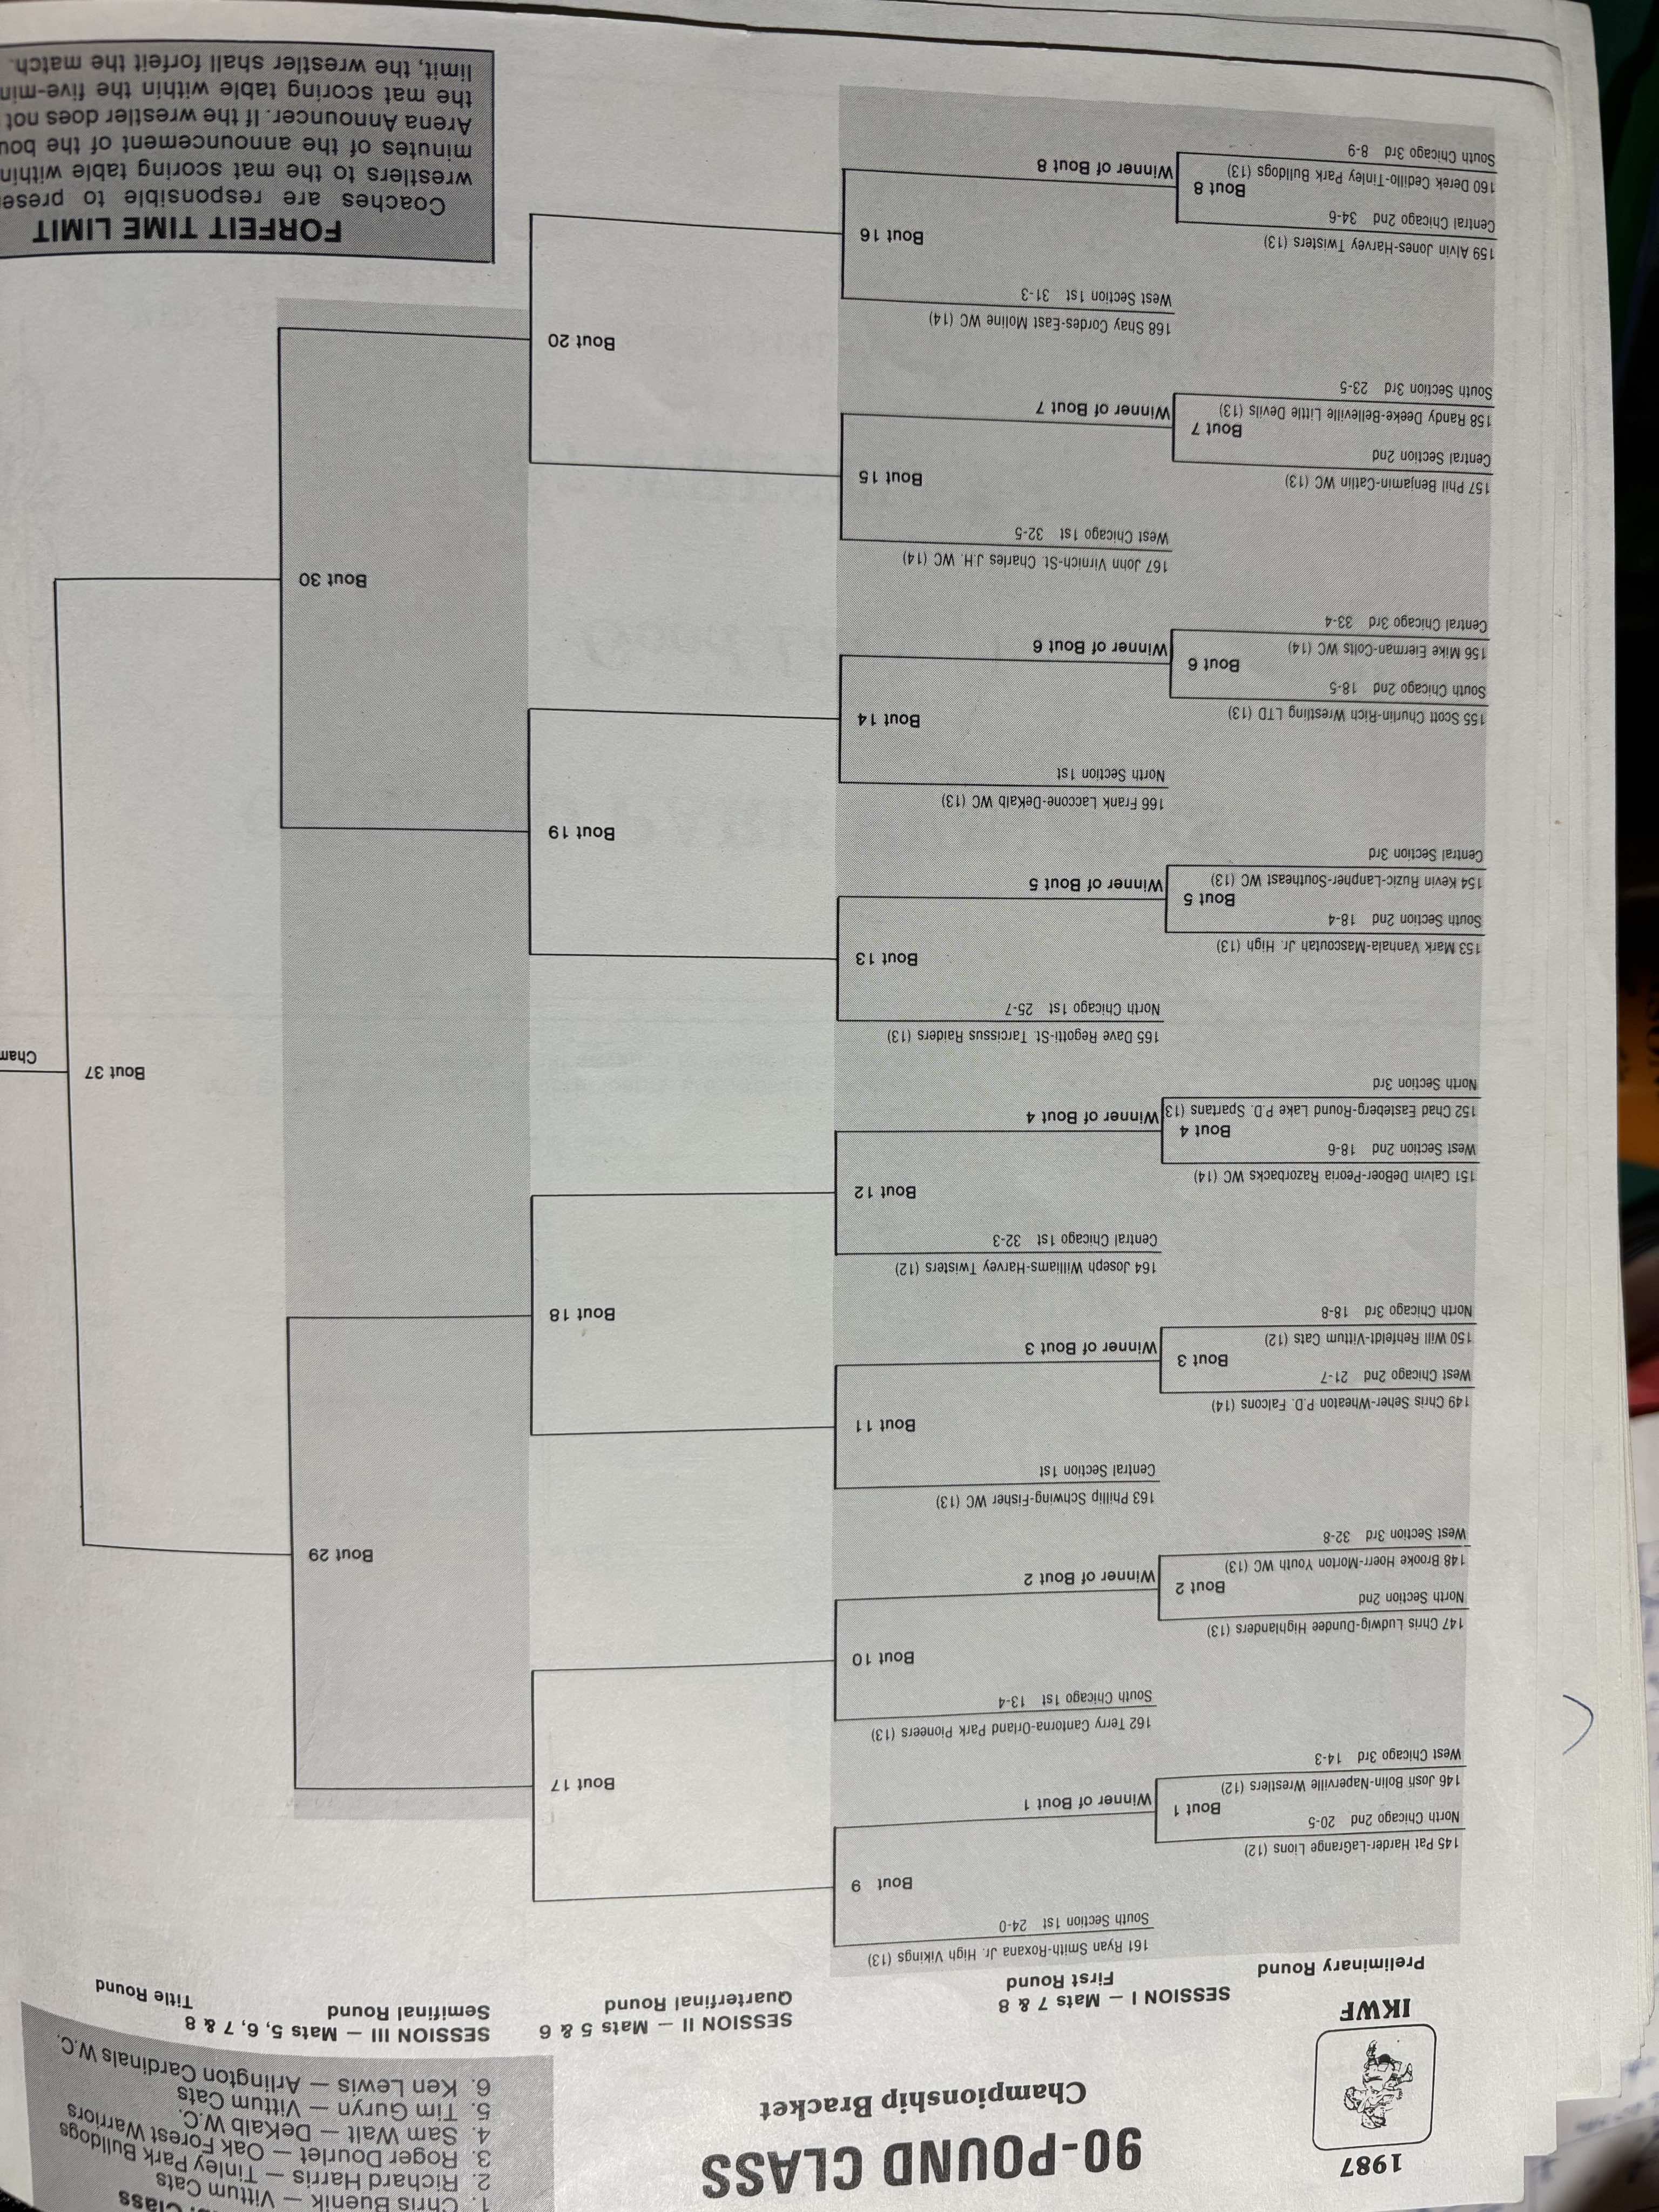 1987
IKWF
90-POUND CLASS
Championship Bracket
Class
1. Chris Buenik — Vittum Cats
2. Richard Harris — Tinley Park Bulldogs
3. Roger Dourlet — Oak Forest Warriors
4. Sam Walt — DeKalb W.C.
5. Tim Guryn — Vittum Cats
6. Ken Lewis — Arlington Cardinals W.C.
Preliminary Round
SESSION I — Mats 7 & 8
First Round
SESSION II — Mats 5 & 6
Quarterfinal Round
SESSION III — Mats 5, 6, 7 & 8
Semifinal Round
Title Round
161 Ryan Smith-Roxana Jr. High Vikings (13)
South Section 1st 24-0
Bout 9
145 Pat Harder-LaGrange Lions (12)
North Chicago 2nd 20-5
Bout 1
Winner of Bout 1
146 Josh Bolin-Naperville Wrestlers (12)
West Chicago 3rd 14-3
Bout 17
162 Terry Cantorna-Orland Park Pioneers (13)
South Chicago 1st 13-4
Bout 10
147 Chris Ludwig-Dundee Highlanders (13)
North Section 2nd
Bout 2
Winner of Bout 2
148 Brooke Hoerr-Morton Youth WC (13)
West Section 3rd 32-8
Bout 29
163 Phillip Schwing-Fisher WC (13)
Central Section 1st
Bout 11
149 Chris Seher-Wheaton P.D. Falcons (14)
West Chicago 2nd 21-7
Bout 3
Winner of Bout 3
150 Will Rehfeldt-Vittum Cats (12)
North Chicago 3rd 18-8
Bout 18
164 Joseph Williams-Harvey Twisters (12)
Central Chicago 1st 32-3
Bout 12
151 Calvin DeBoer-Peoria Razorbacks WC (14)
West Section 2nd 18-6
Bout 4
Winner of Bout 4
152 Chad Easteberg-Round Lake P.D. Spartans (13)
North Section 3rd
Bout 37
Cham
165 Dave Regotti-St. Tarcissus Raiders (13)
North Chicago 1st 25-7
Bout 13
153 Mark Vanhala-Mascoutah Jr. High (13)
South Section 2nd 18-4
Bout 5
Winner of Bout 5
154 Kevin Ruzic-Lanpher-Southeast WC (13)
Central Section 3rd
Bout 19
166 Frank Laccone-DeKalb WC (13)
North Section 1st
Bout 14
155 Scott Churlin-Rich Wrestling LTD (13)
South Chicago 2nd 18-5
Bout 6
Winner of Bout 6
156 Mike Eierman-Colts WC (14)
Central Chicago 3rd 33-4
Bout 30
167 John Virnich-St. Charles J.H. WC (14)
West Chicago 1st 32-5
Bout 15
157 Phil Benjamin-Catlin WC (13)
Central Section 2nd
Bout 7
Winner of Bout 7
158 Randy Deeke-Belleville Little Devils (13)
South Section 3rd 23-5
Bout 20
168 Shay Cordes-East Moline WC (14)
West Section 1st 31-3
Bout 16
159 Alvin Jones-Harvey Twisters (13)
Central Chicago 2nd 34-6
Bout 8
Winner of Bout 8
160 Derek Cedillo-Tinley Park Bulldogs (13)
South Chicago 3rd 8-9
FORFEIT TIME LIMIT
Coaches are responsible to prese
wrestlers to the mat scoring table within
minutes of the announcement of the bou
Arena Announcer. If the wrestler does not
the mat scoring table within the five-min
limit, the wrestler shall forfeit the match.